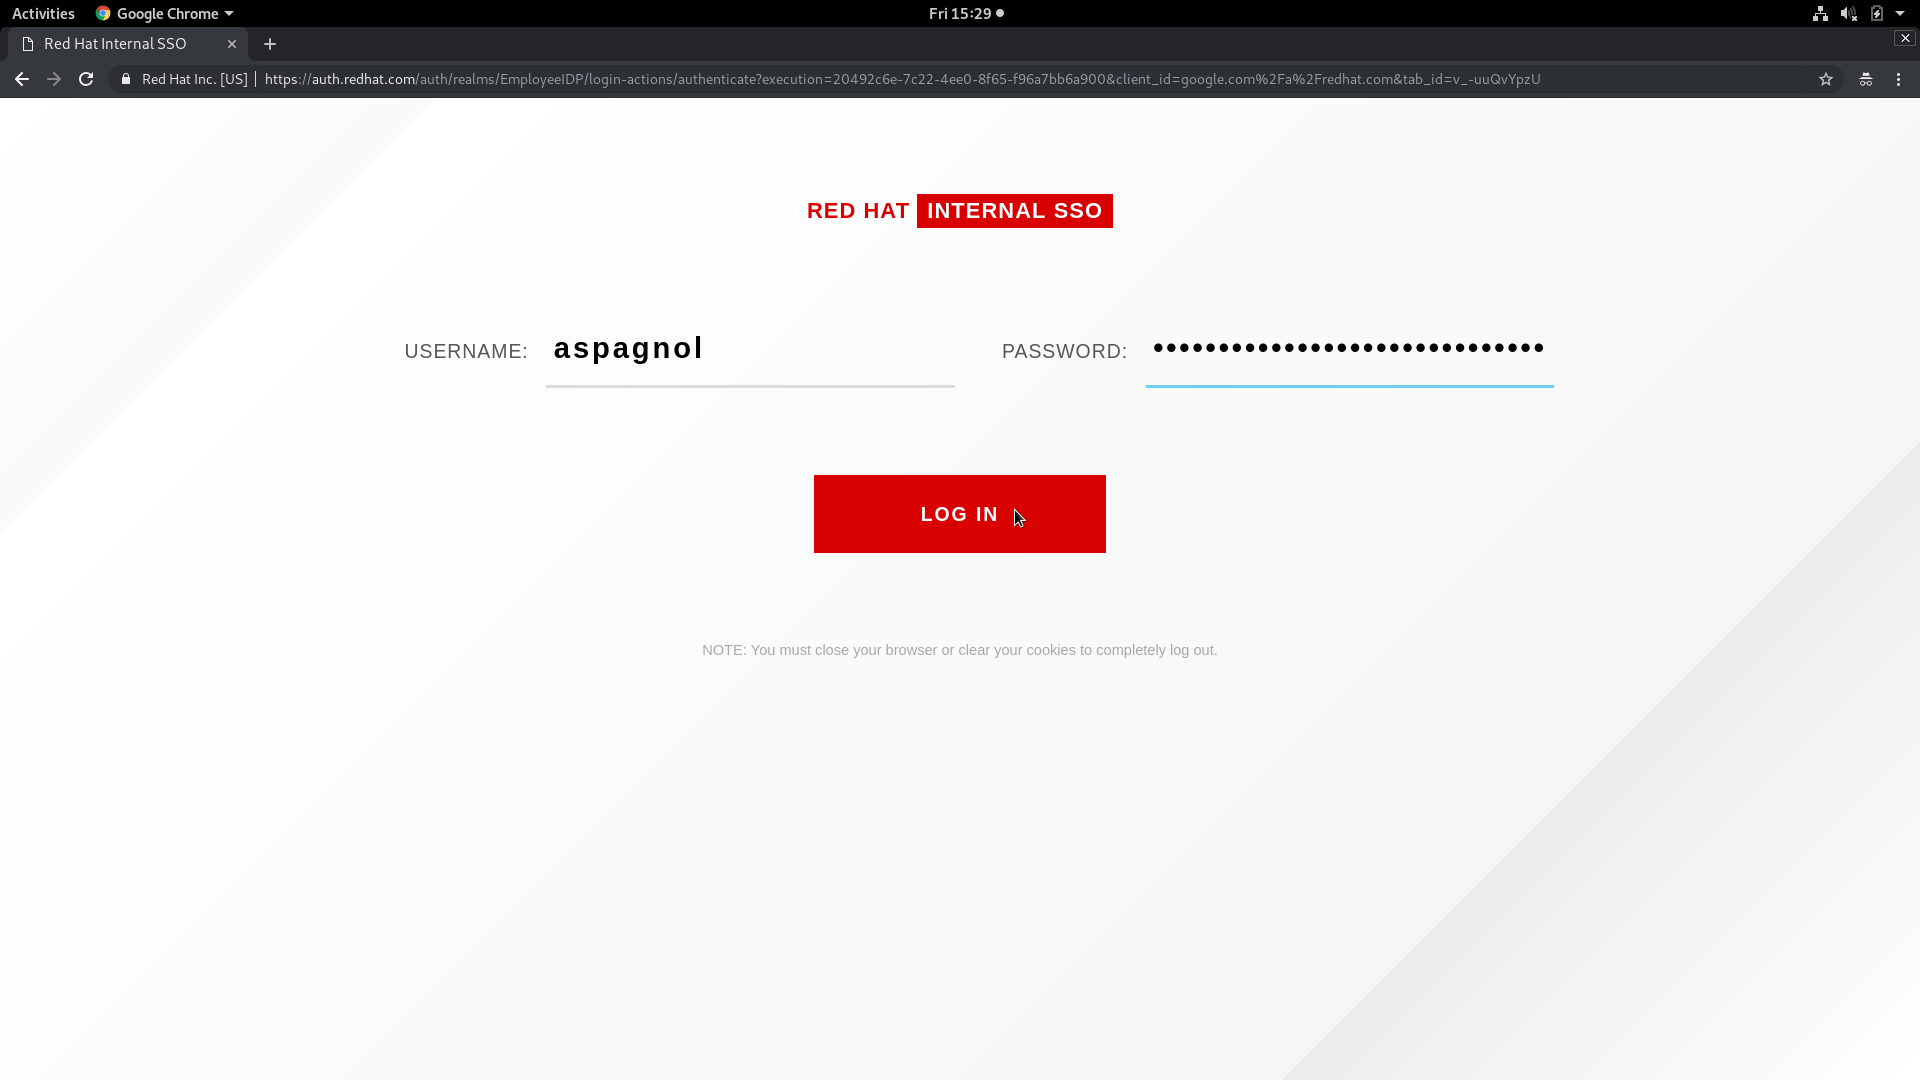 Activities Google Chrome Fri 15:29
Red Hat Internal SSO
Red Hat Inc. [US] https://auth.redhat.com/auth/realms/EmployeeIDP/login-actions/authenticate?execution=20492c6e-7c22-4ee0-8f65-f96a7bb6a900&client_id=google.com%2Fa%2Fredhat.com&tab_id=v_-uuQvYpzU
RED HAT INTERNAL SSO
USERNAME: aspagnol PASSWORD: ••••••••••••••••••••••••••••••
LOG IN
NOTE: You must close your browser or clear your cookies to completely log out.